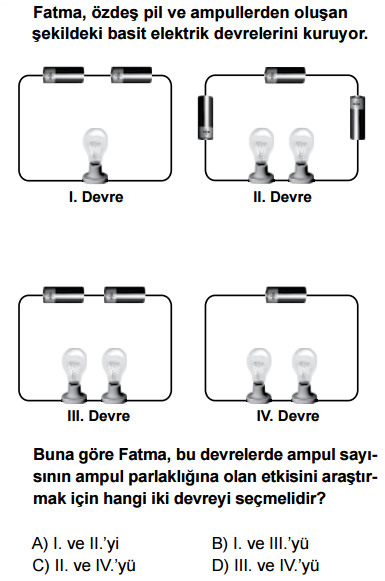 Fatma, özdeş pil ve ampullerden oluşan
şekildeki basit elektrik devrelerini kuruyor.
I. Devre
II. Devre
III. Devre
IV. Devre
Buna göre Fatma, bu devrelerde ampul sayı-
sının ampul parlaklığına olan etkisini araştır-
mak için hangi iki devreyi seçmelidir?
A) I. ve II.’yi
B) I. ve III.’yü
C) II. ve IV.’yü
D) III. ve IV.’yü